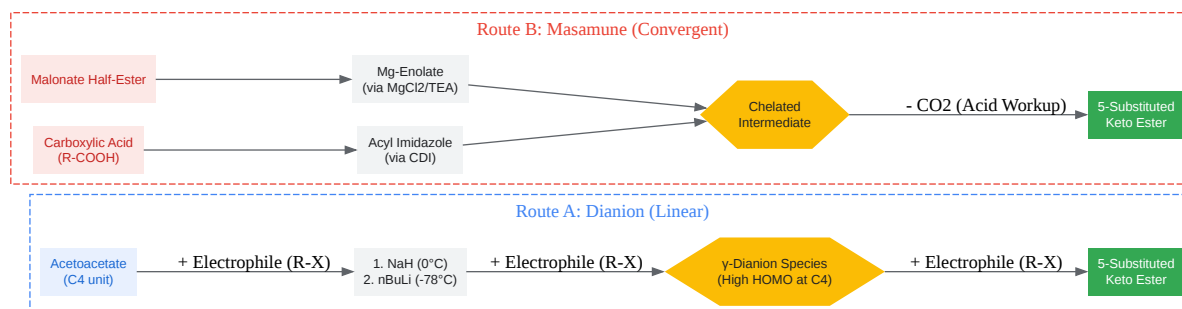 Route B: Masamune (Convergent)
Malonate Half-Ester
Mg-Enolate
(via MgCl2/TEA)
Carboxylic Acid
(R-COOH)
Acyl Imidazole
(via CDI)
Chelated
Intermediate
- CO2 (Acid Workup)
5-Substituted
Keto Ester
Route A: Dianion (Linear)
Acetoacetate
(C4 unit)
+ Electrophile (R-X)
1. NaH (0°C)
2. nBuLi (-78°C)
+ Electrophile (R-X)
γ-Dianion Species
(High HOMO at C4)
+ Electrophile (R-X)
5-Substituted
Keto Ester